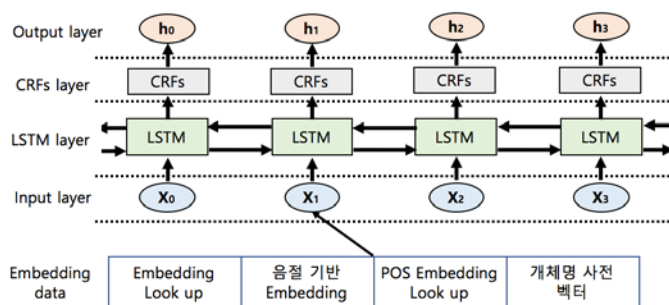 Output layer h0 h1 h2 h3
CRFs layer CRFs CRFs CRFs CRFs
LSTM layer LSTM LSTM LSTM LSTM
Input layer X0 X1 X2 X3
Embedding data
Embedding Look up
음절 기반 Embedding
POS Embedding Look up
개체명 사전 벡터